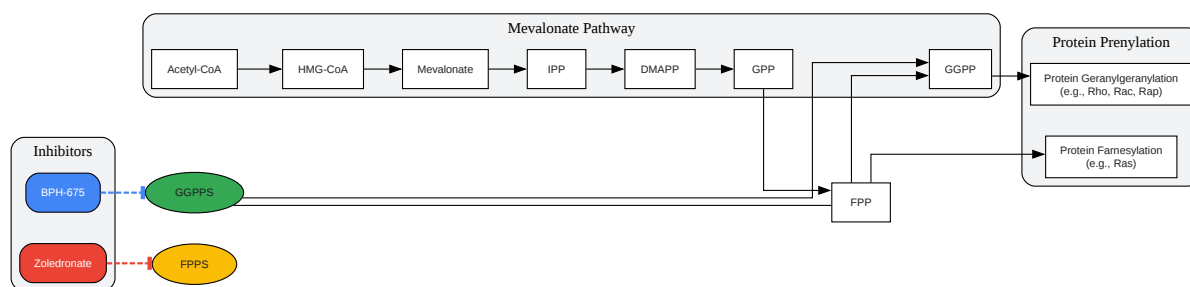 Mevalonate Pathway
Acetyl-CoA
HMG-CoA
Mevalonate
IPP
DMAPP
GPP
GGPP
Protein Prenylation
Protein Geranylgeranylation
(e.g., Rho, Rac, Rap)
Protein Farnesylation
(e.g., Ras)
Inhibitors
BPH-675
GGPPS
FPP
Zoledronate
FPPS